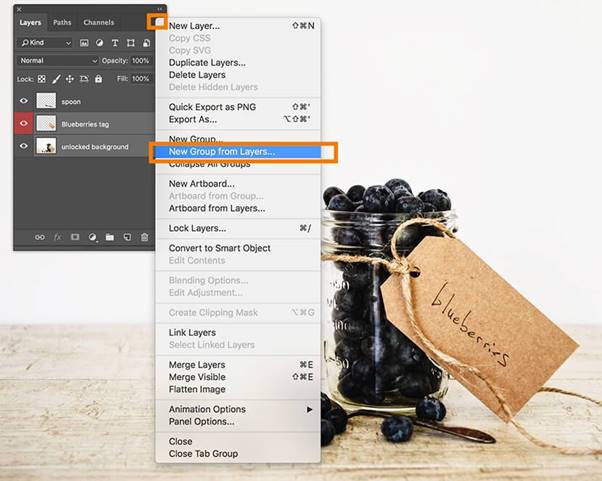 Layers Paths Channels
Kind
Normal Opacity: 100%
Lock: Fill: 100%
spoon
Blueberries tag
unlocked background
fx
New Layer... ⇧⌘N
Copy CSS
Copy SVG
Duplicate Layers...
Delete Layers
Delete Hidden Layers
Quick Export as PNG ⇧⌘'
Export As... ⌥⇧⌘'
New Group...
New Group from Layers...
Collapse All Groups
New Artboard...
Artboard from Group...
Artboard from Layers...
Lock Layers... ⌘/
Convert to Smart Object
Edit Contents
Blending Options...
Edit Adjustment...
Create Clipping Mask ⌥⌘G
Link Layers
Select Linked Layers
Merge Layers ⌘E
Merge Visible ⇧⌘E
Flatten Image
Animation Options
Panel Options...
Close
Close Tab Group
blueberries